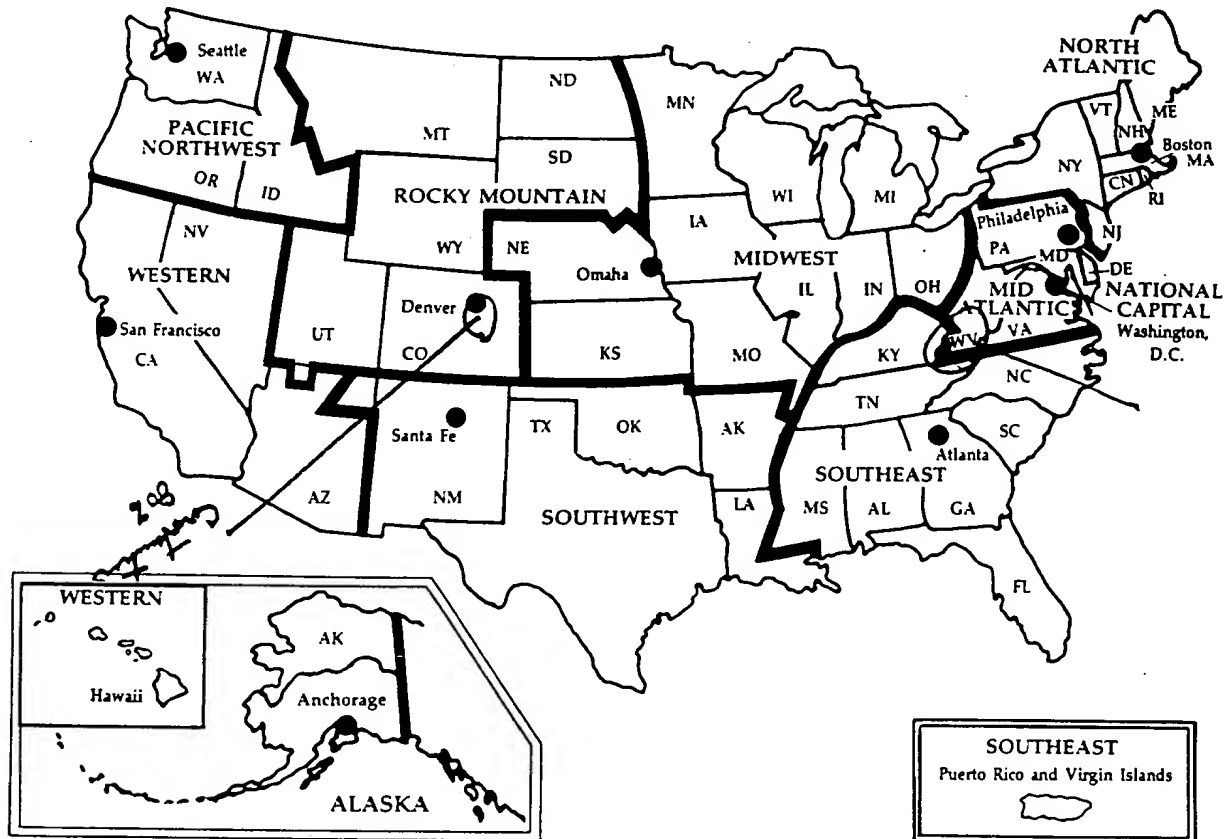 Seattle
WA
PACIFIC
NORTHWEST
OR
ID
MT
ND
SD
ROCKY MOUNTAIN
WY
NV
WESTERN
San Francisco
CA
UT
Denver
CO
NE
Omaha
KS
MN
IA
WI
MI
MIDWEST
IL
IN
OH
MO
KY
NORTH
ATLANTIC
VT
ME
NH
Boston
MA
NY
CN
RI
Philadelphia
PA
NJ
MD
DE
MID
ATLANTIC
NATIONAL
CAPITAL
Washington,
D.C.
WV
VA
NC
TN
SC
Atlanta
SOUTHEAST
MS
AL
GA
FL
AZ
Santa Fe
NM
TX
OK
AK
LA
SOUTHWEST
208
WESTERN
Hawaii
AK
Anchorage
ALASKA
SOUTHEAST
Puerto Rico and Virgin Islands